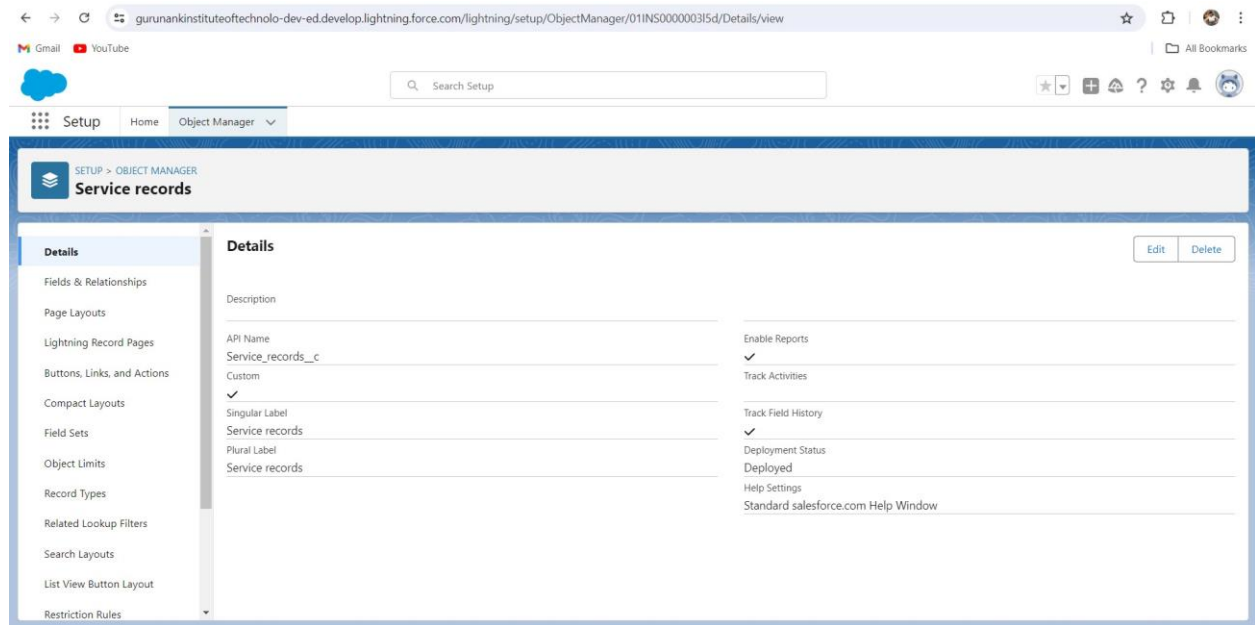 gurunankinstituteoftechnolo-dev-ed.develop.lightning.force.com/lightning/setup/ObjectManager/01INS0000003I5d/Details/view
Gmail YouTube All Bookmarks
Search Setup
Setup Home Object Manager
SETUP > OBJECT MANAGER
Service records
Details
Fields & Relationships
Page Layouts
Lightning Record Pages
Buttons, Links, and Actions
Compact Layouts
Field Sets
Object Limits
Record Types
Related Lookup Filters
Search Layouts
List View Button Layout
Restriction Rules
Details
Edit Delete
Description
API Name
Service_records__c
Custom
Singular Label
Service records
Plural Label
Service records
Enable Reports
Track Activities
Track Field History
Deployment Status
Deployed
Help Settings
Standard salesforce.com Help Window